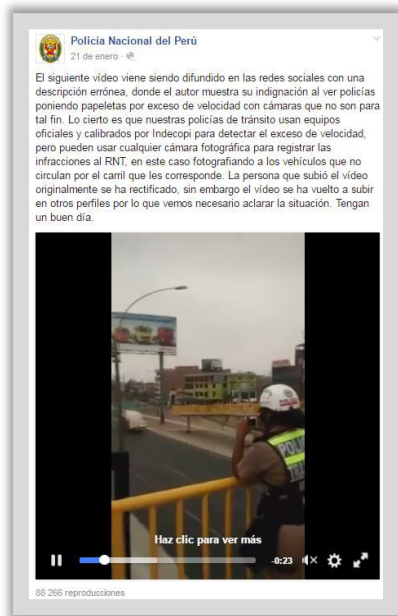 Policía Nacional del Perú
21 de enero ·
El siguiente vídeo viene siendo difundido en las redes sociales con una
descripción errónea, donde el autor muestra su indignación al ver policías
poniendo papeletas por exceso de velocidad con cámaras que no son para
tal fin. Lo cierto es que nuestras policías de tránsito usan equipos
oficiales y calibrados por Indecopi para detectar el exceso de velocidad,
pero pueden usar cualquier cámara fotográfica para registrar las
infracciones al RNT, en este caso fotografiando a los vehículos que no
circulan por el carril que les corresponde. La persona que subió el vídeo
originalmente se ha rectificado, sin embargo el vídeo se ha vuelto a subir
en otros perfiles por lo que vemos necesario aclarar la situación. Tengan
un buen día.
Haz clic para ver más
-0:23
88 266 reproducciones